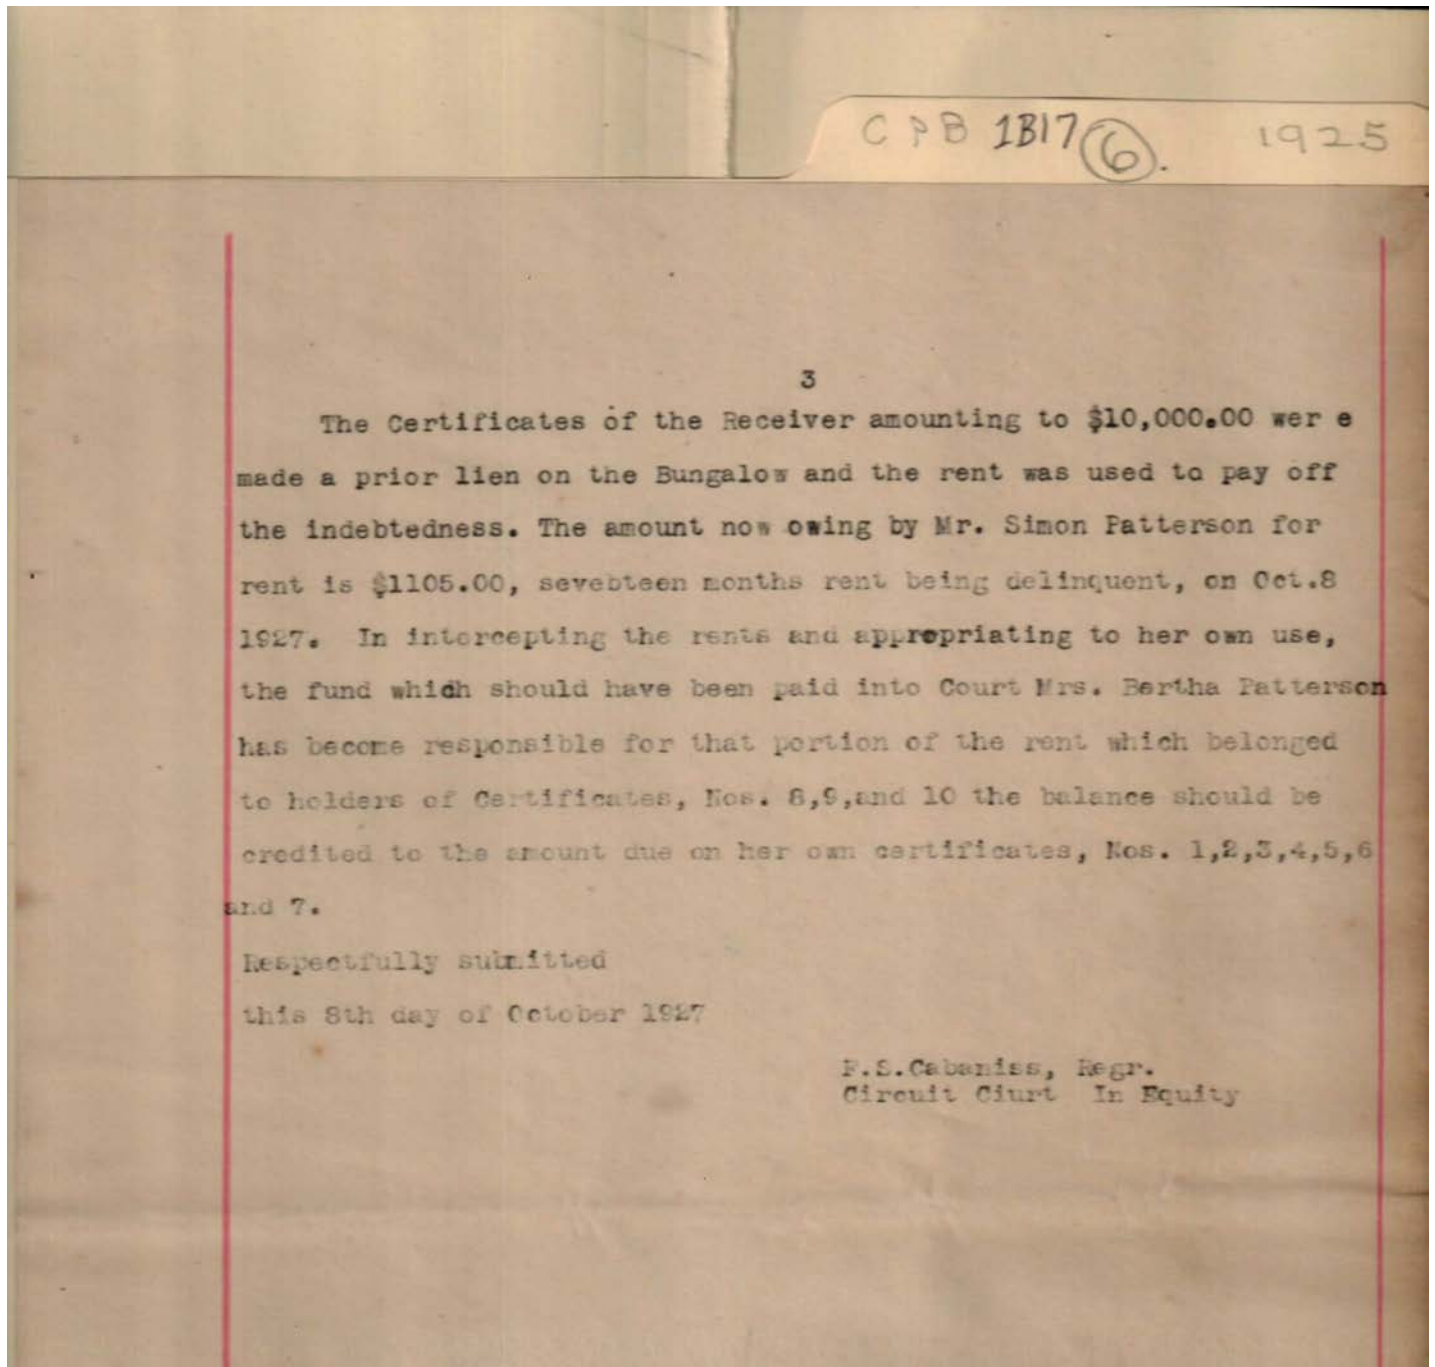 CPB 1B17 6. 1925
3
The Certificates of the Receiver amounting to $10,000.00 wer e
made a prior lien on the Bungalow and the rent was used to pay off
the indebtedness. The amount now owing by Mr. Simon Patterson for
rent is $1105.00, sevebteen months rent being delinquent, on Oct.8
1927. In intercepting the rents and appropriating to her own use,
the fund which should have been paid into Court Mrs. Bertha Patterson
has become responsible for that portion of the rent which belonged
to holders of Certificates, Nos. 8,9,and 10 the balance should be
credited to the amount due on her own certificates, Nos. 1,2,3,4,5,6
and 7.
Respectfully submitted
this 8th day of October 1927
F.S.Cabaniss, Regr.
Circuit Ciurt In Equity